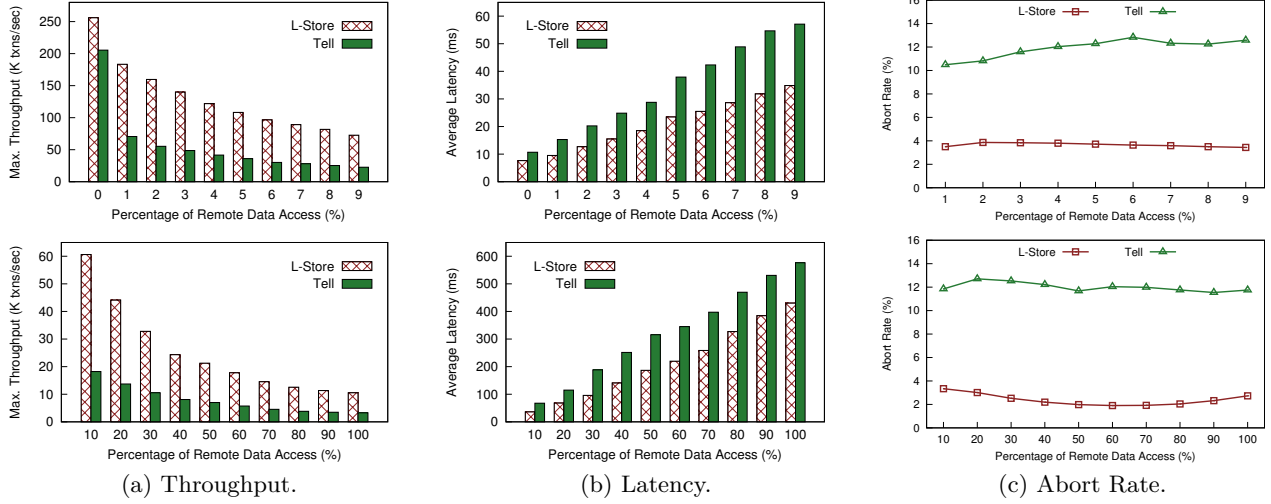 Max. Throughput (K txns/sec)
250
200
150
100
50
0
L-Store
Tell
0 1 2 3 4 5 6 7 8 9
Percentage of Remote Data Access (%)
Average Latency (ms)
60
50
40
30
20
10
0
L-Store
Tell
0 1 2 3 4 5 6 7 8 9
Percentage of Remote Data Access (%)
Abort Rate (%)
16
14
12
10
8
6
4
2
0
L-Store
Tell
1 2 3 4 5 6 7 8 9
Percentage of Remote Data Access (%)
Max. Throughput (K txns/sec)
60
50
40
30
20
10
0
L-Store
Tell
10 20 30 40 50 60 70 80 90 100
Percentage of Remote Data Access (%)
Average Latency (ms)
600
500
400
300
200
100
0
L-Store
Tell
10 20 30 40 50 60 70 80 90 100
Percentage of Remote Data Access (%)
Abort Rate (%)
16
14
12
10
8
6
4
2
0
L-Store
Tell
10 20 30 40 50 60 70 80 90 100
Percentage of Remote Data Access (%)
(a) Throughput.
(b) Latency.
(c) Abort Rate.